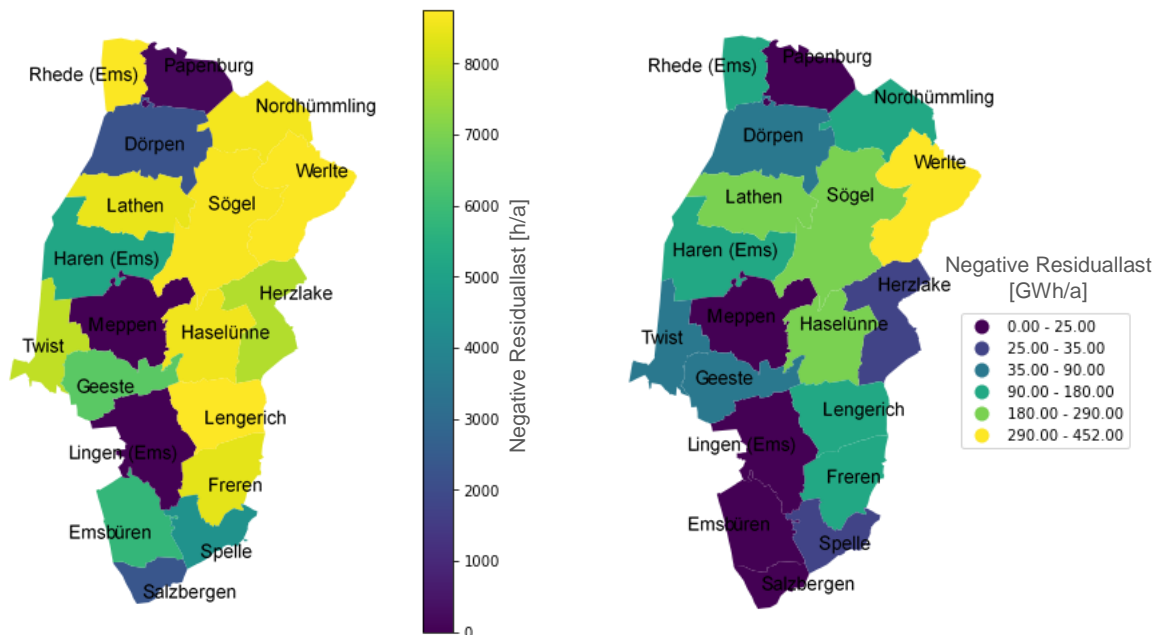 Rhede (Ems)
Papenburg
Nordhümmling
Dörpen
Werlte
Lathen
Sögel
Haren (Ems)
Herzlake
Meppen
Haselünne
Twist
Geeste
Lengerich
Lingen (Ems)
Freren
Emsbüren
Spelle
Salzbergen
8000
7000
6000
5000
4000
3000
2000
1000
0
Negative Residuallast [h/a]
Rhede (Ems)
Papenburg
Nordhümmling
Dörpen
Werlte
Lathen
Sögel
Haren (Ems)
Herzlake
Meppen
Haselünne
Twist
Geeste
Lengerich
Lingen (Ems)
Freren
Emsbüren
Spelle
Salzbergen
Negative Residuallast
[GWh/a]
0.00 - 25.00
25.00 - 35.00
35.00 - 90.00
90.00 - 180.00
180.00 - 290.00
290.00 - 452.00